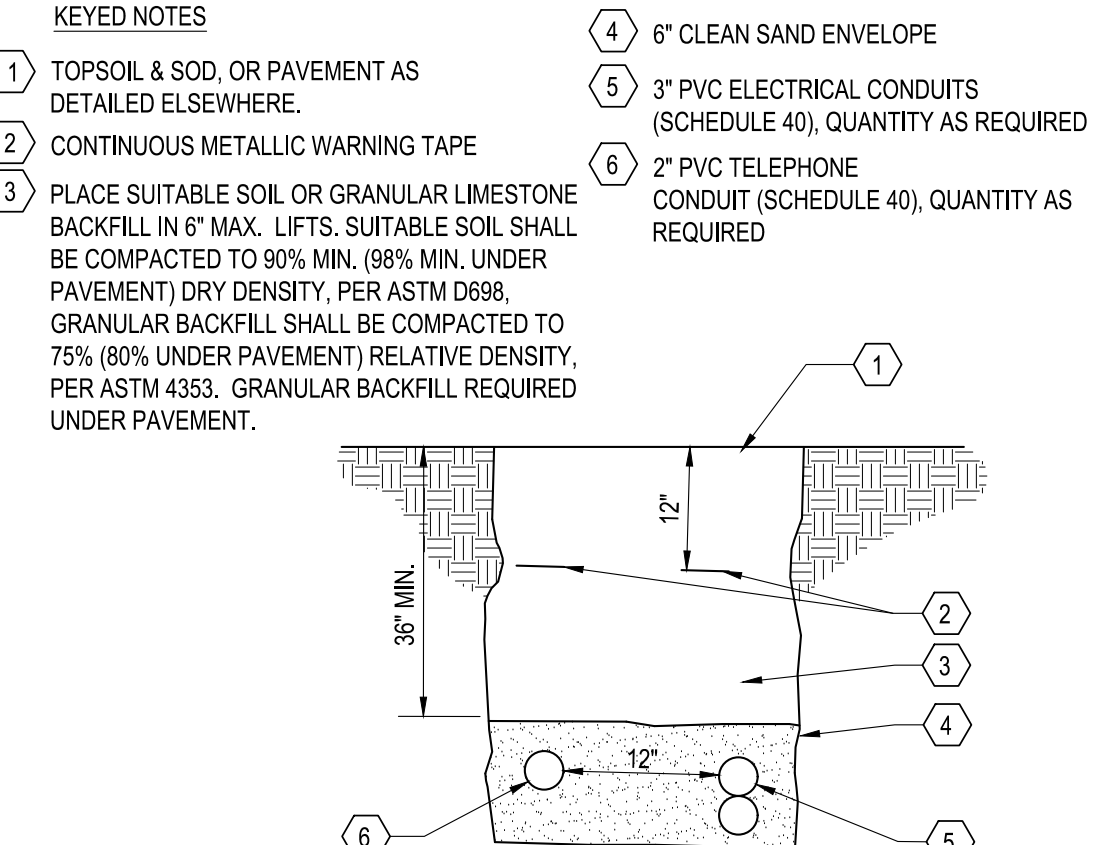 KEYED NOTES
1 TOPSOIL & SOD, OR PAVEMENT AS
DETAILED ELSEWHERE.
2 CONTINUOUS METALLIC WARNING TAPE
3 PLACE SUITABLE SOIL OR GRANULAR LIMESTONE
BACKFILL IN 6" MAX. LIFTS. SUITABLE SOIL SHALL
BE COMPACTED TO 90% MIN. (98% MIN. UNDER
PAVEMENT) DRY DENSITY, PER ASTM D698,
GRANULAR BACKFILL SHALL BE COMPACTED TO
75% (80% UNDER PAVEMENT) RELATIVE DENSITY,
PER ASTM 4353. GRANULAR BACKFILL REQUIRED
UNDER PAVEMENT.
4 6" CLEAN SAND ENVELOPE
5 3" PVC ELECTRICAL CONDUITS
(SCHEDULE 40), QUANTITY AS REQUIRED
6 2" PVC TELEPHONE
CONDUIT (SCHEDULE 40), QUANTITY AS
REQUIRED
1
12"
36" MIN.
2
3
4
12"
6
5